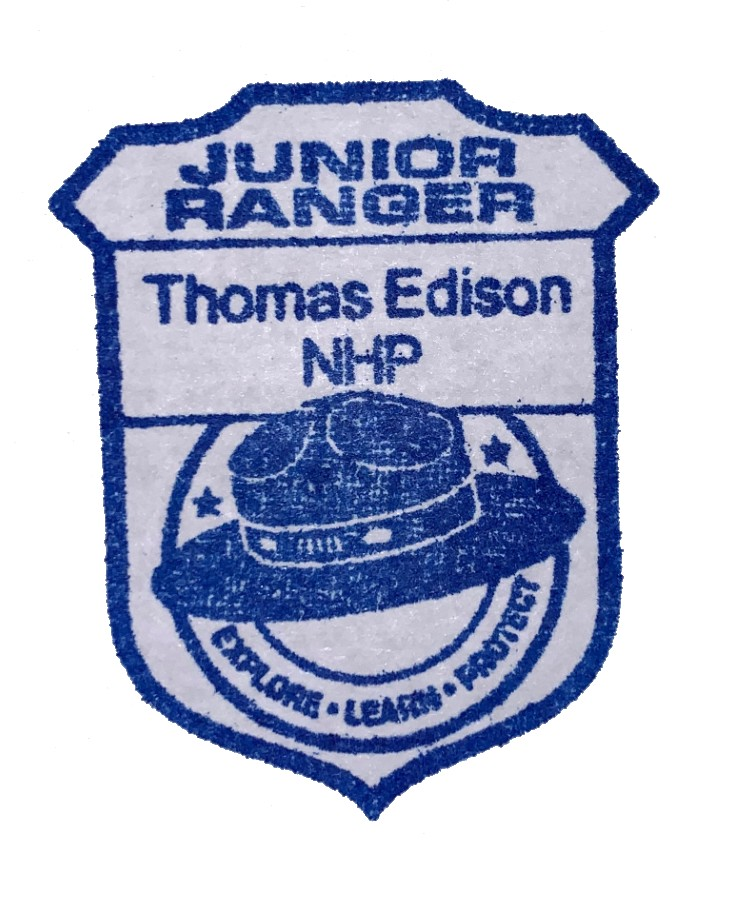 JUNIOR
RANGER
Thomas Edison
NHP
EXPLORE • LEARN • PROTECT